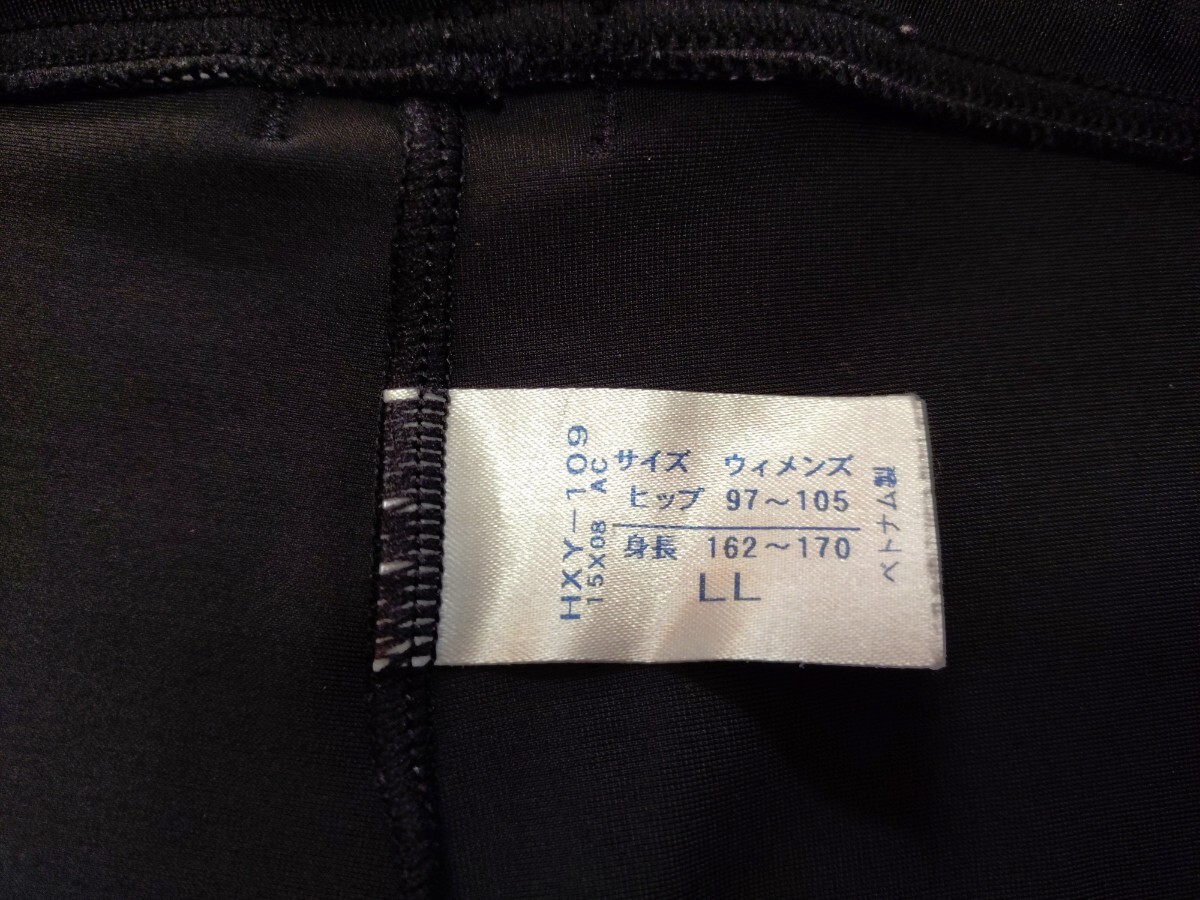 HXY-109
15X08 AC
サイズ ウィメンズ
ヒップ 97～105
身長 162～170
LL
ベトナム製